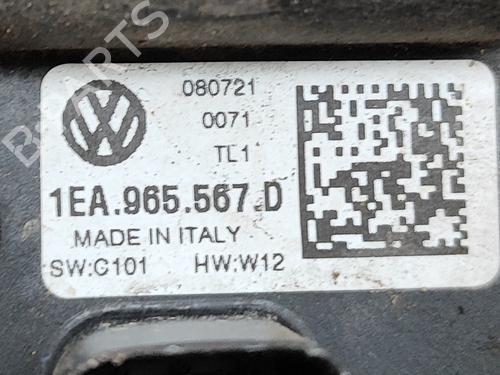 080721
0071
TL1
1EA.965.567.D
MADE IN ITALY
SW:C101 HW:W12